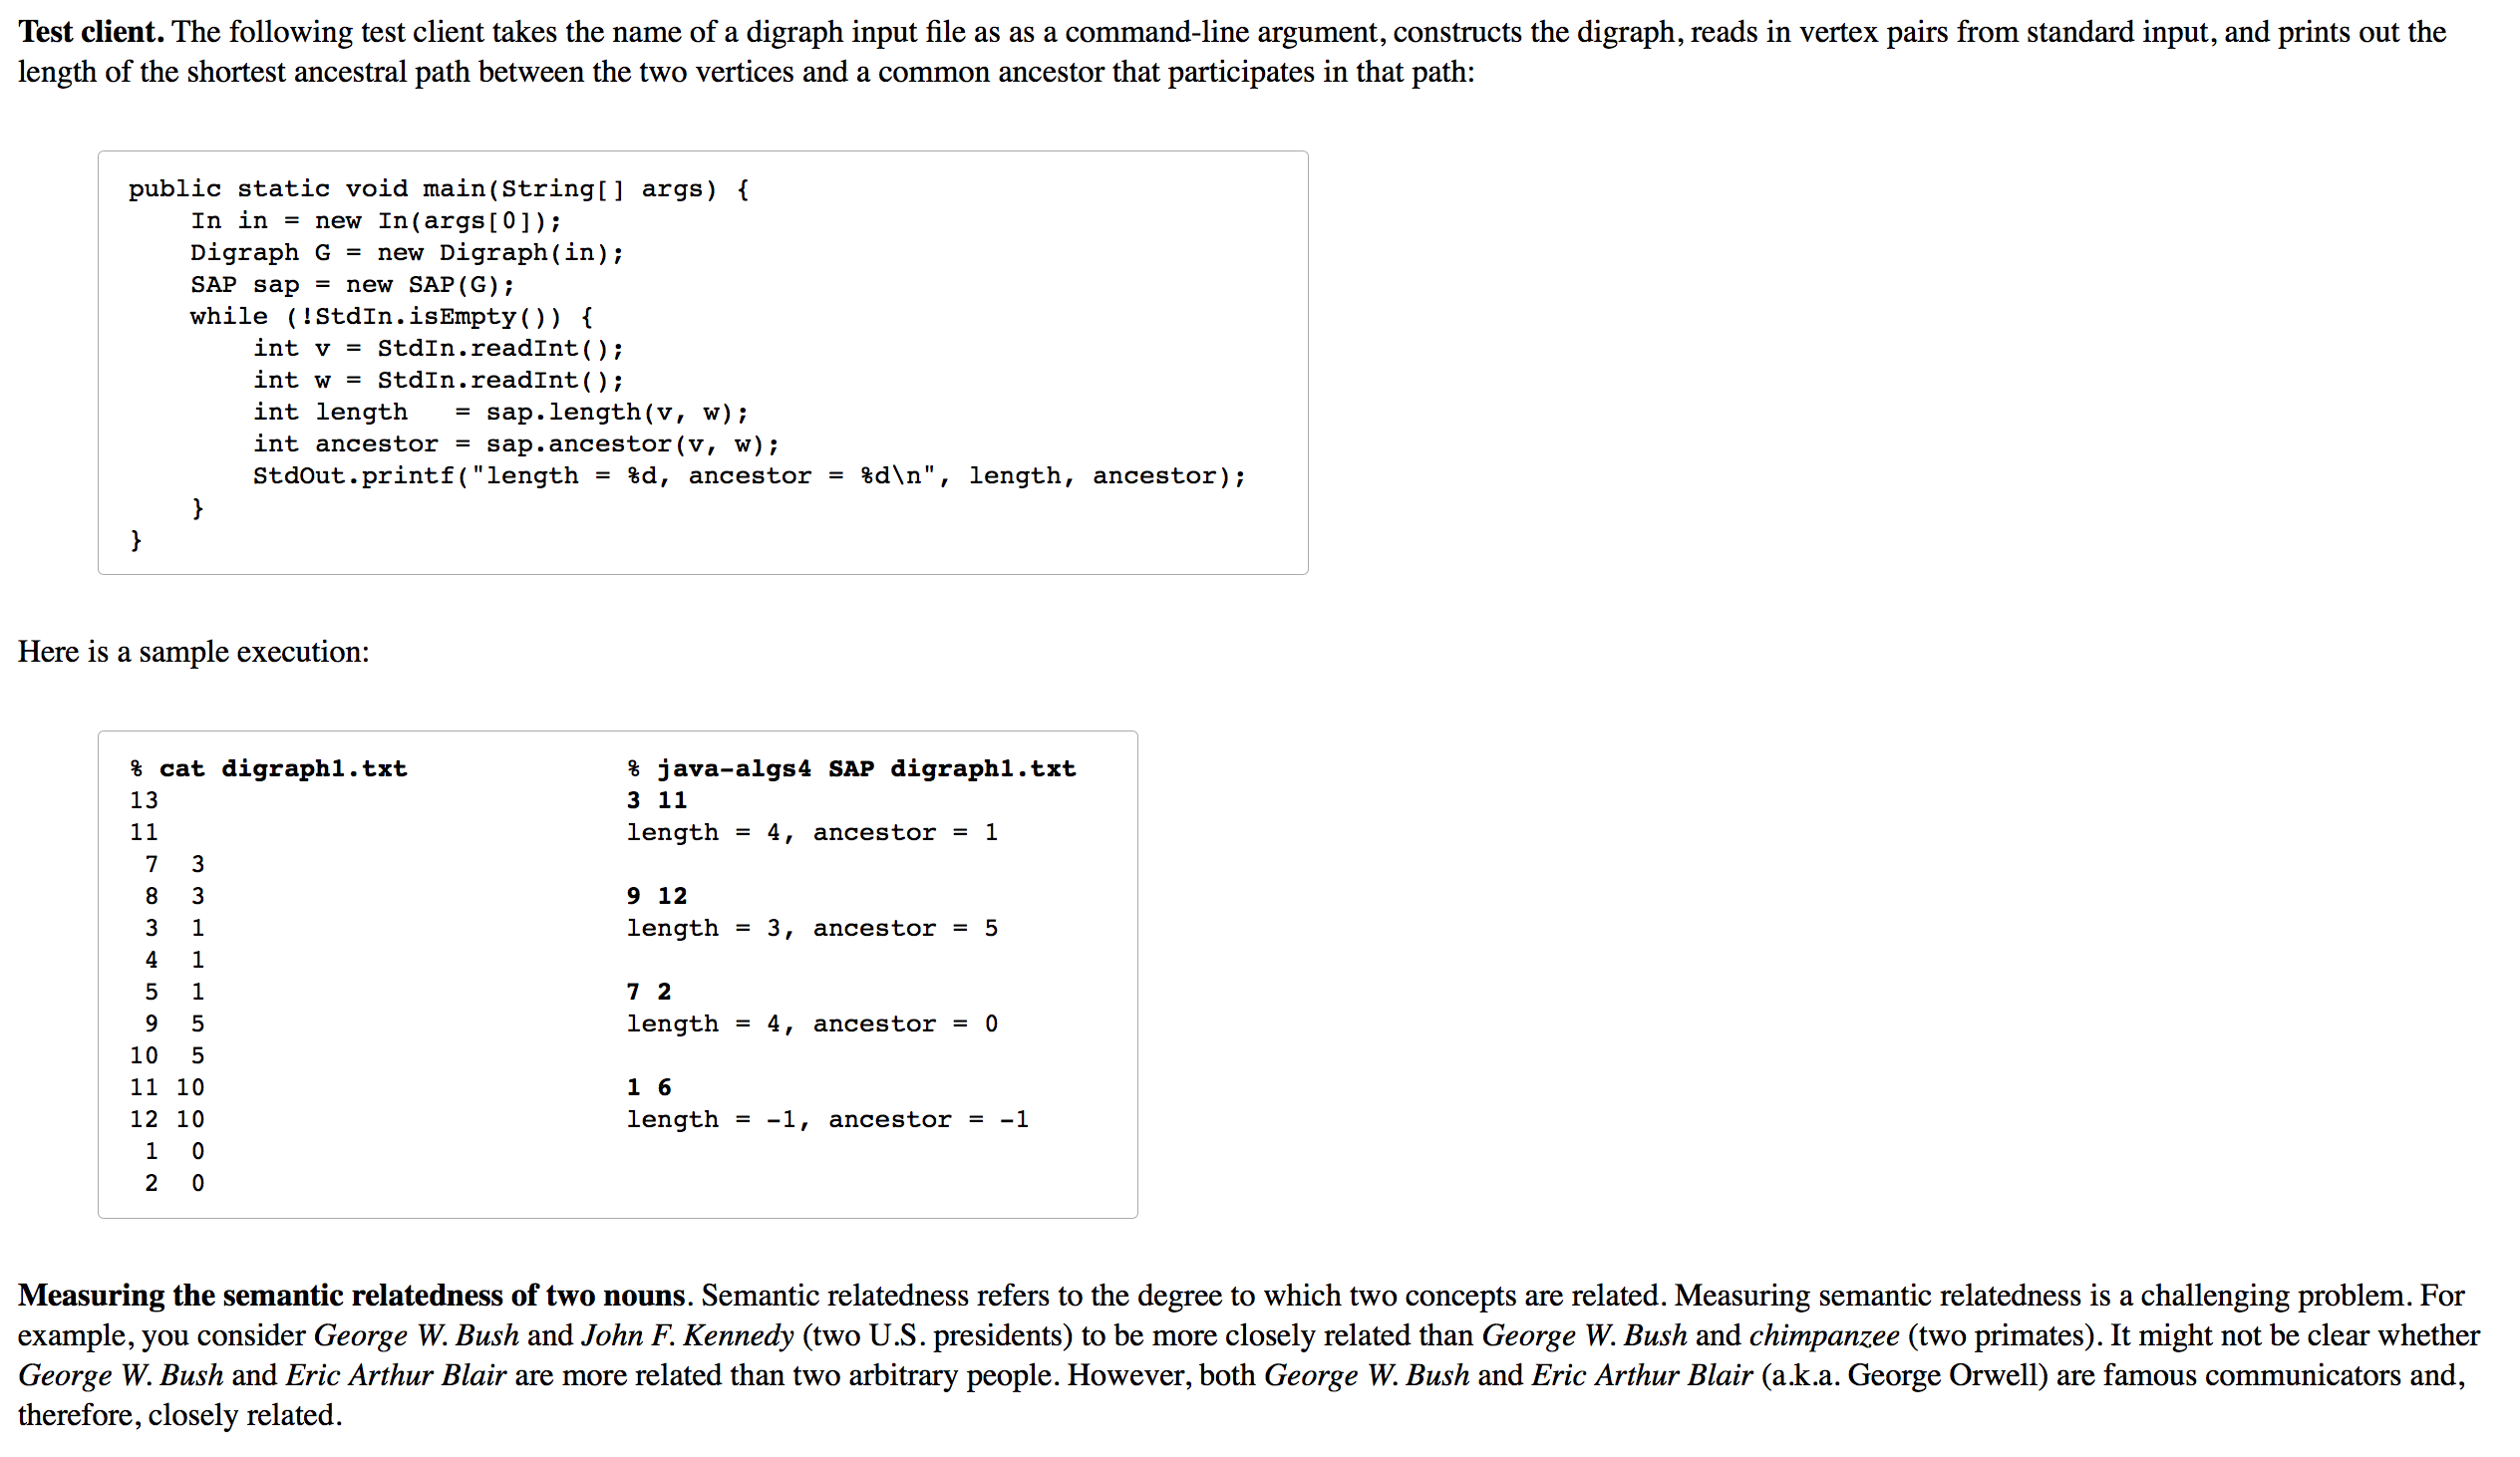 Test client. The following test client takes the name of a digraph input file as as a command-line argument, constructs the digraph, reads in vertex pairs from standard input, and prints out the
length of the shortest ancestral path between the two vertices and a common ancestor that participates in that path:
public static void main(String[] args) {
    In in = new In(args[0]);
    Digraph G = new Digraph(in);
    SAP sap = new SAP(G);
    while (!StdIn.isEmpty()) {
        int v = StdIn.readInt();
        int w = StdIn.readInt();
        int length   = sap.length(v, w);
        int ancestor = sap.ancestor(v, w);
        StdOut.printf("length = %d, ancestor = %d\n", length, ancestor);
    }
}
Here is a sample execution:
% cat digraph1.txt              % java-algs4 SAP digraph1.txt
13                              3 11
11                              length = 4, ancestor = 1
 7  3
 8  3                           9 12
 3  1                           length = 3, ancestor = 5
 4  1
 5  1                           7 2
 9  5                           length = 4, ancestor = 0
10  5
11 10                           1 6
12 10                           length = -1, ancestor = -1
 1  0
 2  0
Measuring the semantic relatedness of two nouns. Semantic relatedness refers to the degree to which two concepts are related. Measuring semantic relatedness is a challenging problem. For
example, you consider George W. Bush and John F. Kennedy (two U.S. presidents) to be more closely related than George W. Bush and chimpanzee (two primates). It might not be clear whether
George W. Bush and Eric Arthur Blair are more related than two arbitrary people. However, both George W. Bush and Eric Arthur Blair (a.k.a. George Orwell) are famous communicators and,
therefore, closely related.